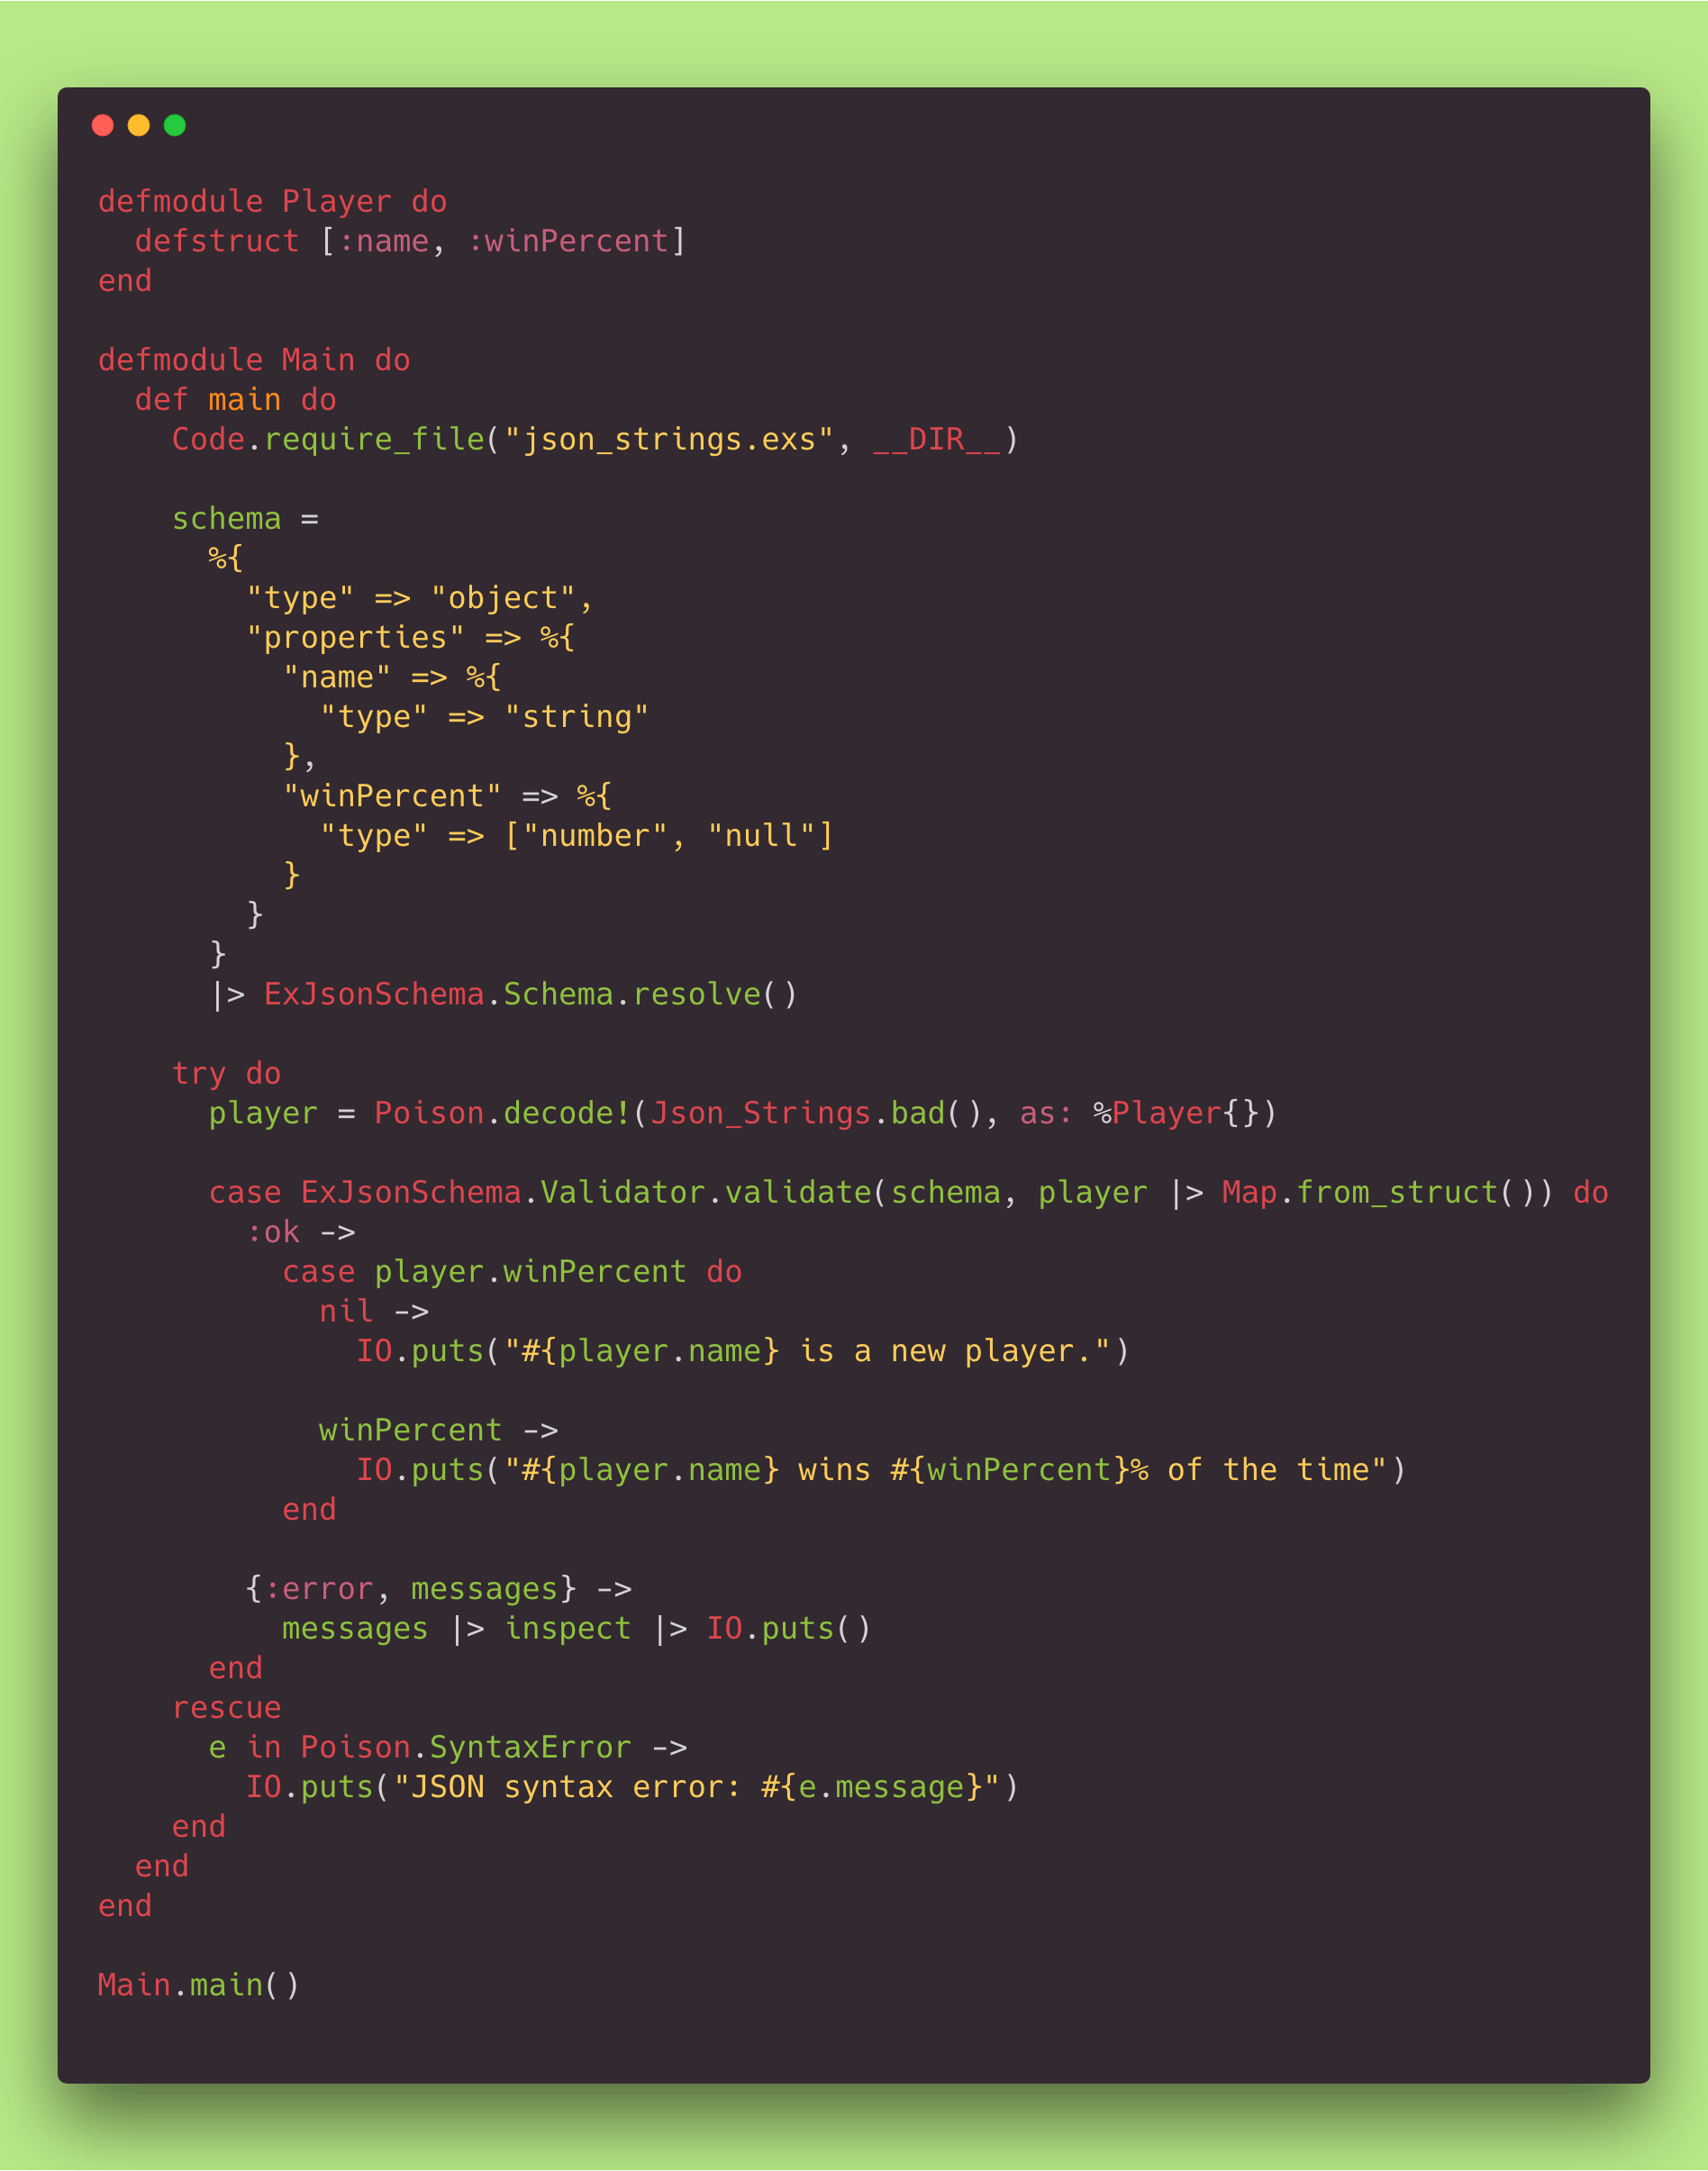 defmodule Player do
  defstruct [:name, :winPercent]
end

defmodule Main do
  def main do
    Code.require_file("json_strings.exs", __DIR__)

    schema =
      %{
        "type" => "object",
        "properties" => %{
          "name" => %{
            "type" => "string"
          },
          "winPercent" => %{
            "type" => ["number", "null"]
          }
        }
      }
      |> ExJsonSchema.Schema.resolve()

    try do
      player = Poison.decode!(Json_Strings.bad(), as: %Player{})

      case ExJsonSchema.Validator.validate(schema, player |> Map.from_struct()) do
        :ok ->
          case player.winPercent do
            nil ->
              IO.puts("#{player.name} is a new player.")

            winPercent ->
              IO.puts("#{player.name} wins #{winPercent}% of the time")
          end

        {:error, messages} ->
          messages |> inspect |> IO.puts()
      end
    rescue
      e in Poison.SyntaxError ->
        IO.puts("JSON syntax error: #{e.message}")
    end
  end
end

Main.main()